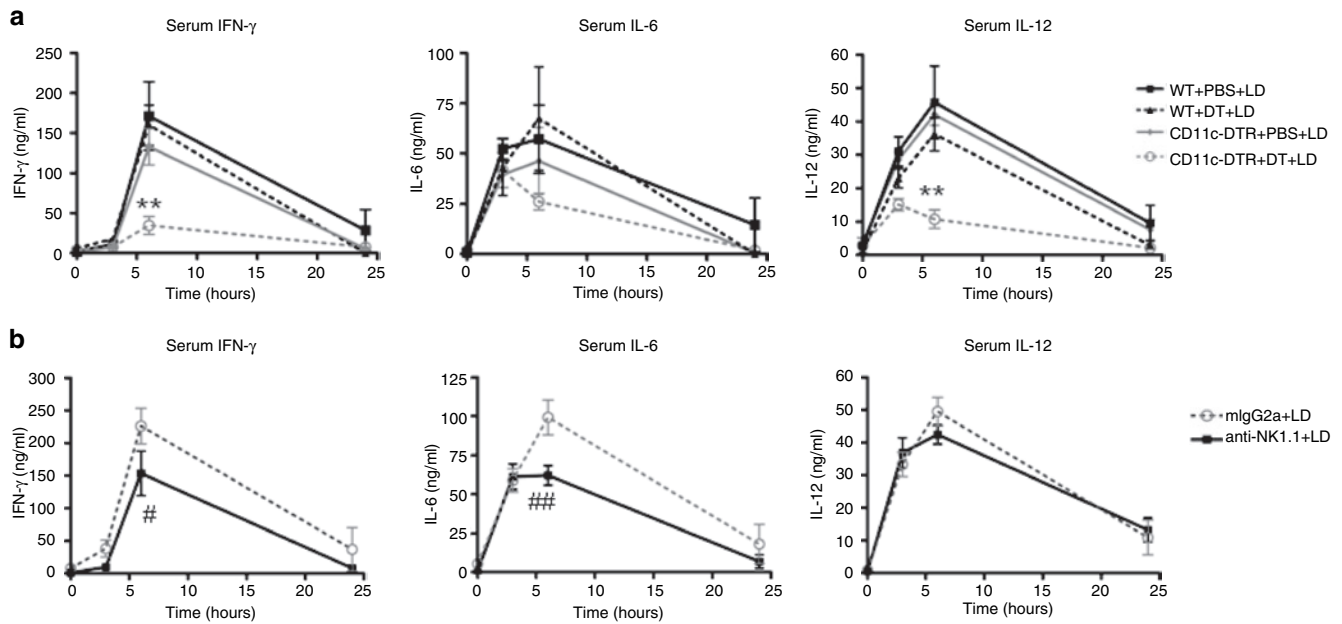 a
Serum IFN-γ
IFN-γ (ng/ml)
250
200
150
100
50
0
**
0 5 10 15 20 25
Time (hours)
Serum IL-6
IL-6 (ng/ml)
100
75
50
25
0
0 5 10 15 20 25
Time (hours)
Serum IL-12
IL-12 (ng/ml)
60
50
40
30
20
10
0
**
0 5 10 15 20 25
Time (hours)
WT+PBS+LD
WT+DT+LD
CD11c-DTR+PBS+LD
CD11c-DTR+DT+LD
b
Serum IFN-γ
IFN-γ (ng/ml)
300
250
200
150
100
50
0
#
0 5 10 15 20 25
Time (hours)
Serum IL-6
IL-6 (ng/ml)
125
100
75
50
25
0
##
0 5 10 15 20 25
Time (hours)
Serum IL-12
IL-12 (ng/ml)
60
50
40
30
20
10
0
0 5 10 15 20 25
Time (hours)
mIgG2a+LD
anti-NK1.1+LD